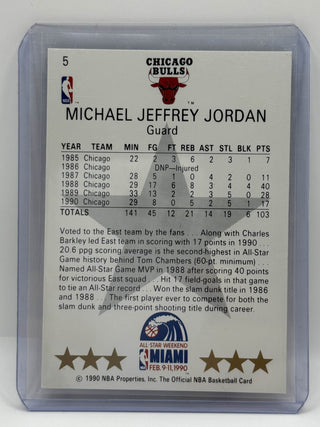 5
CHICAGO
BULLS
NBA
MICHAEL JEFFREY JORDAN
Guard
YEAR TEAM MIN FG FT REB AST STL BLK PTS
1985 Chicago 22 2 3 6 2 3 1 7
1986 Chicago DNP—Injured
1987 Chicago 28 5 1 0 4 2 0 11
1988 Chicago 29 17 6 8 3 4 4 40
1989 Chicago 33 13 2 2 3 5 0 28
1990 Chicago 29 8 0 5 2 5 1 17
TOTALS 141 45 12 21 14 19 6 103
Voted to the East team by the fans . . . Along with Charles
Barkley led East team in scoring with 17 points in 1990 . . .
20.6 ppg scoring average is the second-highest in All-Star
Game history behind Tom Chambers (60-pt. minimum) . . .
Named All-Star Game MVP in 1988 after scoring 40 points
for victorious East squad . . . Hit 17 field-goals in that game
to tie an All-Star record . . . Won the slam dunk title in 1986
and 1988 . . . The first player ever to compete for both the
slam dunk and three-point shooting title during career.
ALL STAR WEEKEND
MIAMI
FEB. 9-11, 1990
© 1990 NBA Properties, Inc. The Official NBA Basketball Card